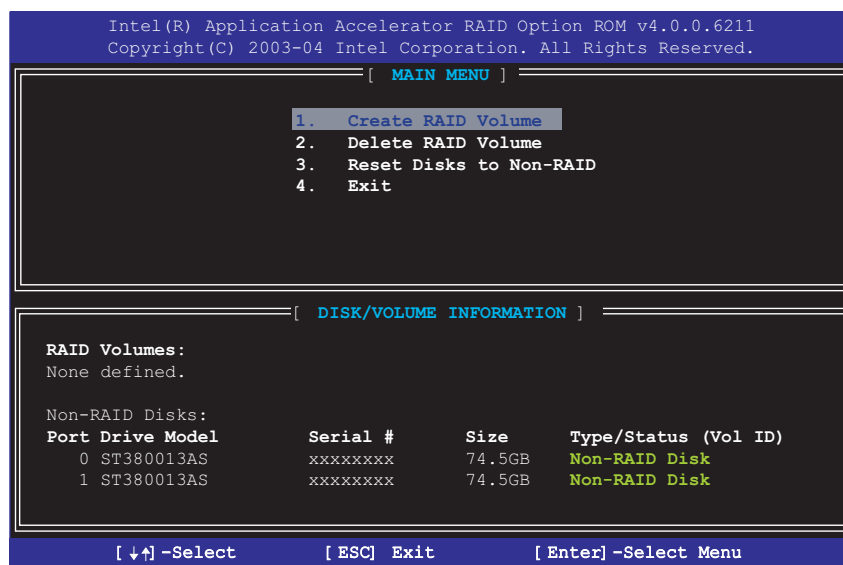 Intel(R) Application Accelerator RAID Option ROM v4.0.0.6211
Copyright(C) 2003-04 Intel Corporation. All Rights Reserved.
[ MAIN MENU ]
1. Create RAID Volume
2. Delete RAID Volume
3. Reset Disks to Non-RAID
4. Exit
[ DISK/VOLUME INFORMATION ]
RAID Volumes:
None defined.
Non-RAID Disks:
Port Drive Model Serial # Size Type/Status (Vol ID)
0 ST380013AS xxxxxxxx 74.5GB Non-RAID Disk
1 ST380013AS xxxxxxxx 74.5GB Non-RAID Disk
[↓↑]-Select [ESC] Exit [Enter]-Select Menu